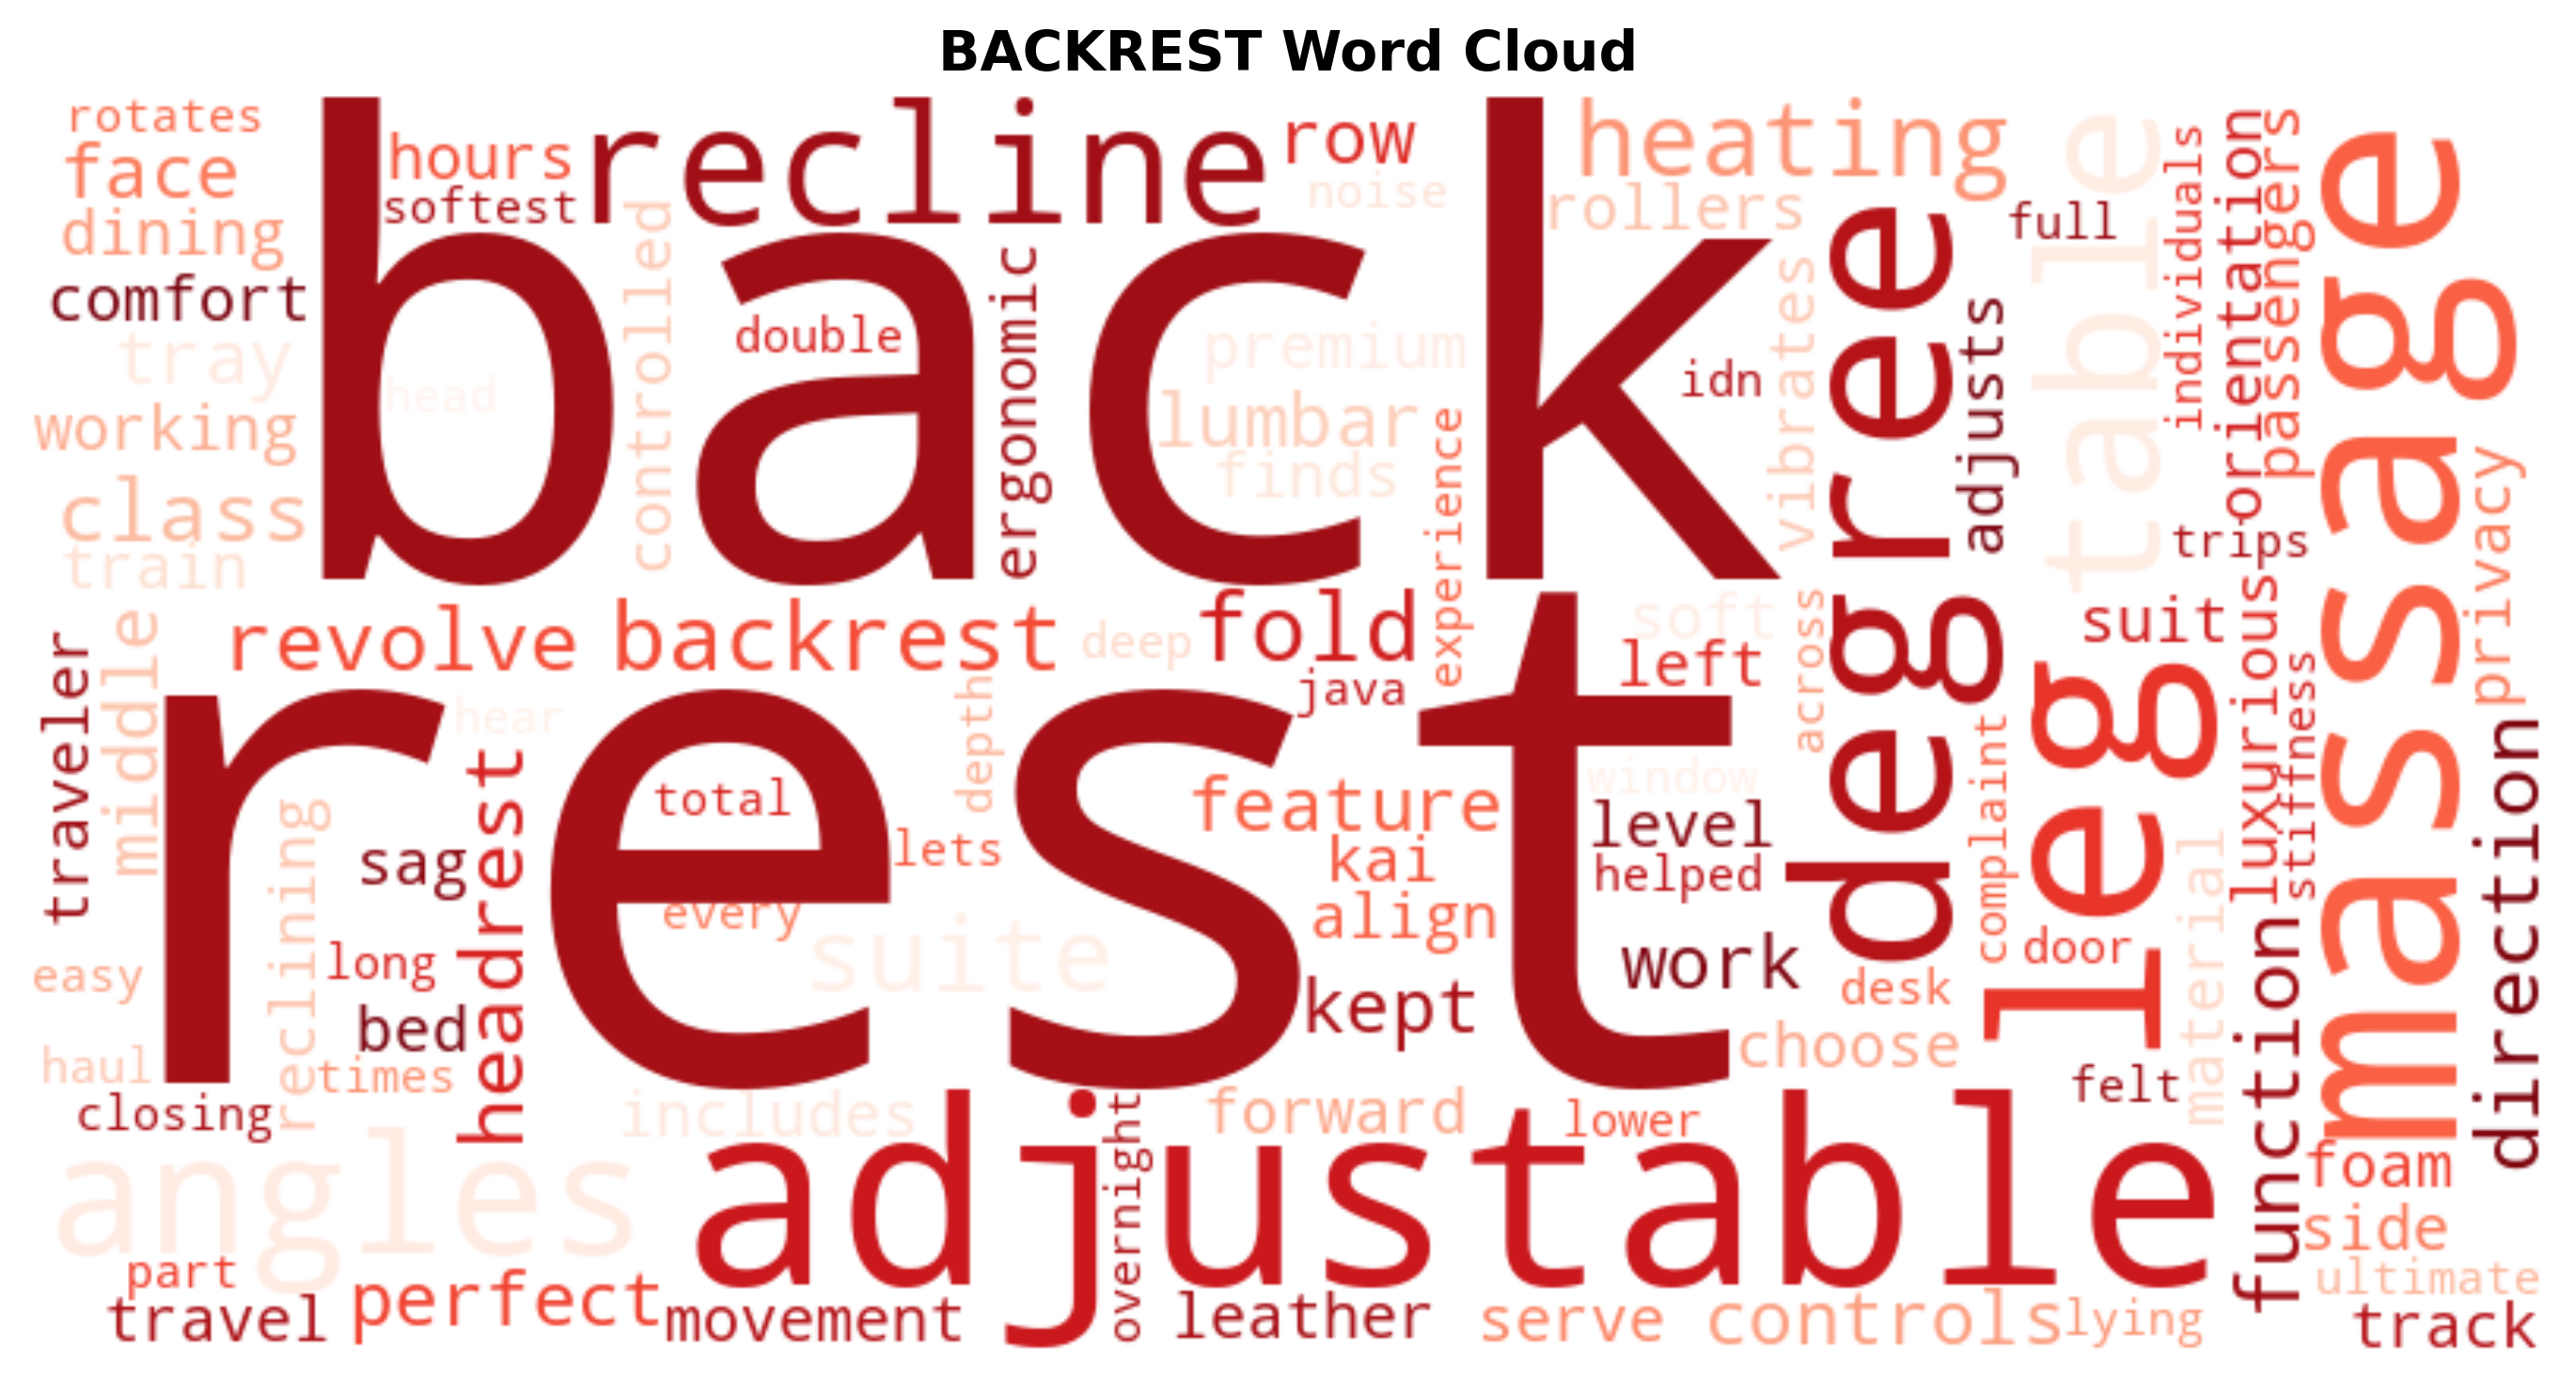 BACKREST Word Cloud
rotates
face
hours
softest
recline
row
noise
heating
rollers
dining
comfort
back
controlled
double
ergonomic
premium
lumbar
finds
experience
idn
vibrates
degree
full
adjusts
table
individuals
orientation
passengers
massage
privacy
tray
head
working
class
train
trips
middle
revolve
backrest
deep
fold
java
soft
left
across
suit
luxurious
stiffness
traveler
rest
hear
depth
headrest
total
lets
every
suite
feature
kai
align
kept
window
level
helped
work
complaint
leg
door
desk
choose
material
function
direction
reclining
sag
long
bed
times
easy
haul
closing
includes
overnight
forward
lower
felt
foam
side
ultimate
track
angles
adjustable
part
travel
perfect
movement
leather
serve
controls
lying